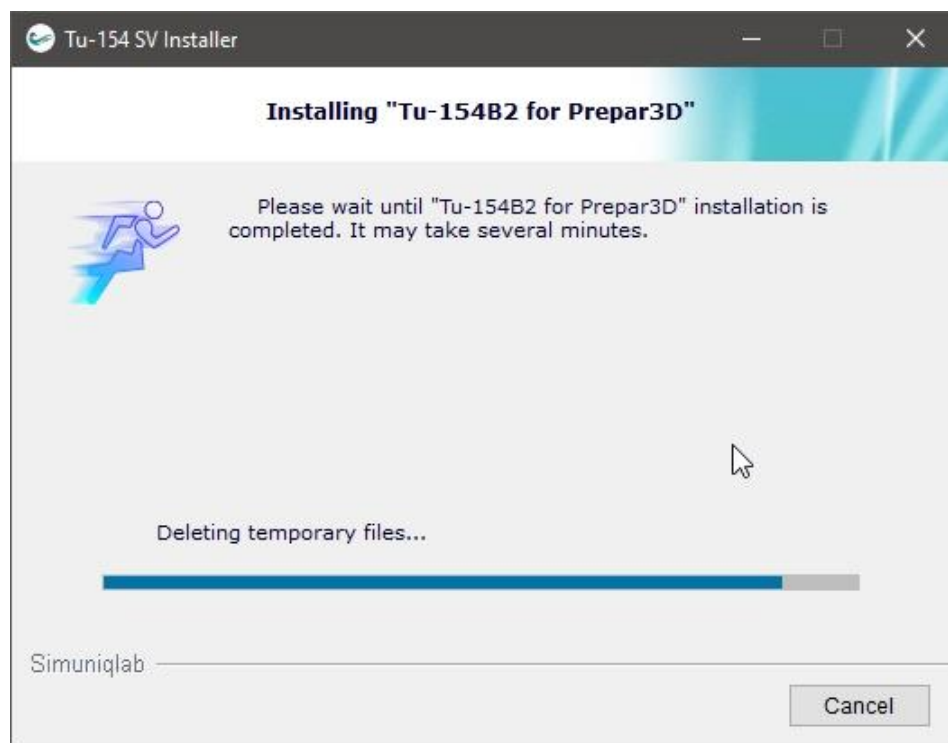 Tu-154 SV Installer
Installing "Tu-154B2 for Prepar3D"
Please wait until "Tu-154B2 for Prepar3D" installation is
completed. It may take several minutes.
Deleting temporary files...
Simuniqlab
Cancel